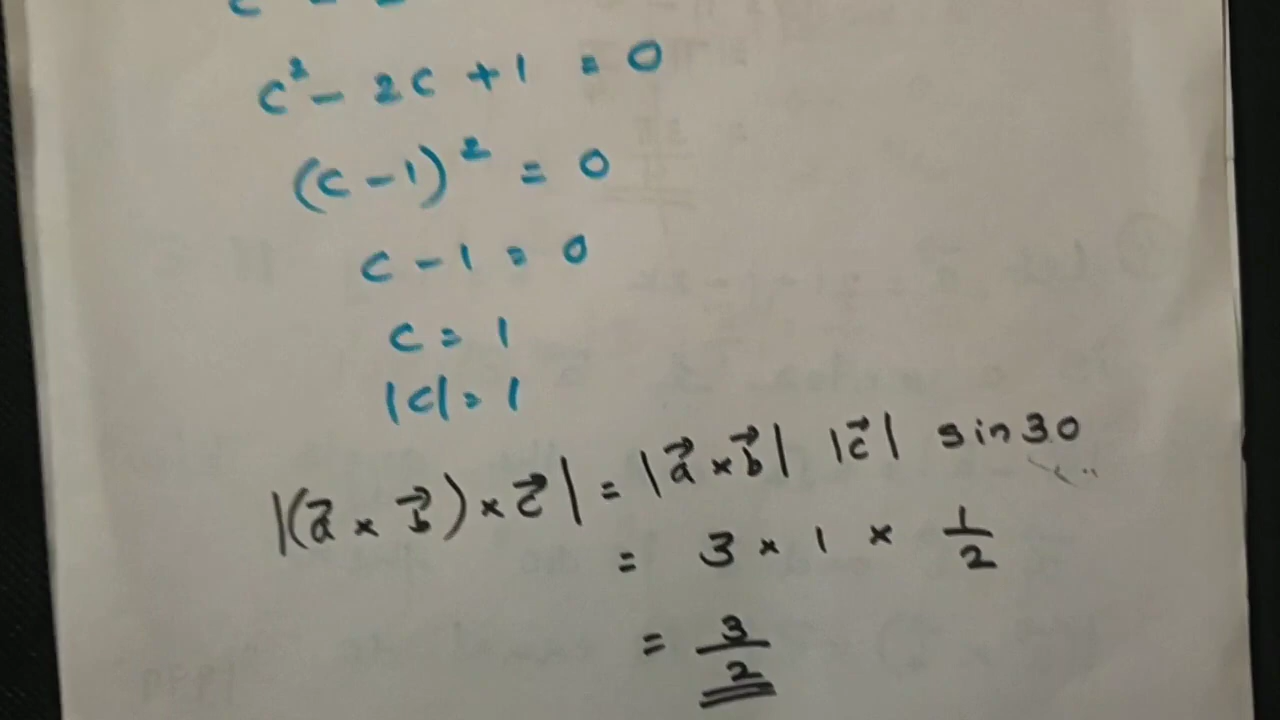 c² - 2c + 1 = 0
(c - 1)² = 0
c - 1 = 0
c = 1
|c| = 1
|(a⃗ × b⃗) × c⃗| = |a⃗ × b⃗| |c⃗| sin 30
= 3 × 1 × 1/2
= 3/2